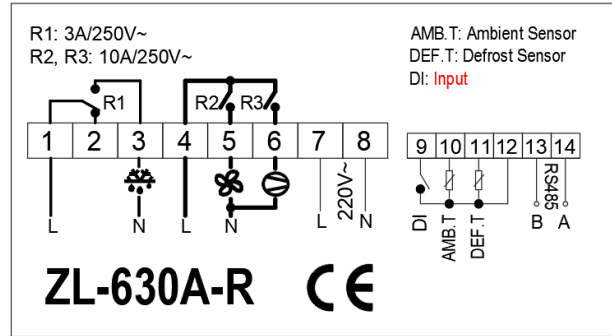 R1: 3A/250V~
R2, R3: 10A/250V~
AMB.T: Ambient Sensor
DEF.T: Defrost Sensor
DI: Input
R1
R2
R3
1 2 3 4 5 6 7 8
9 10 11 12 13 14
L
N
L
N
L
220V~
N
DI
AMB.T
DEF.T
B
RS485
A
ZL-630A-R
CE